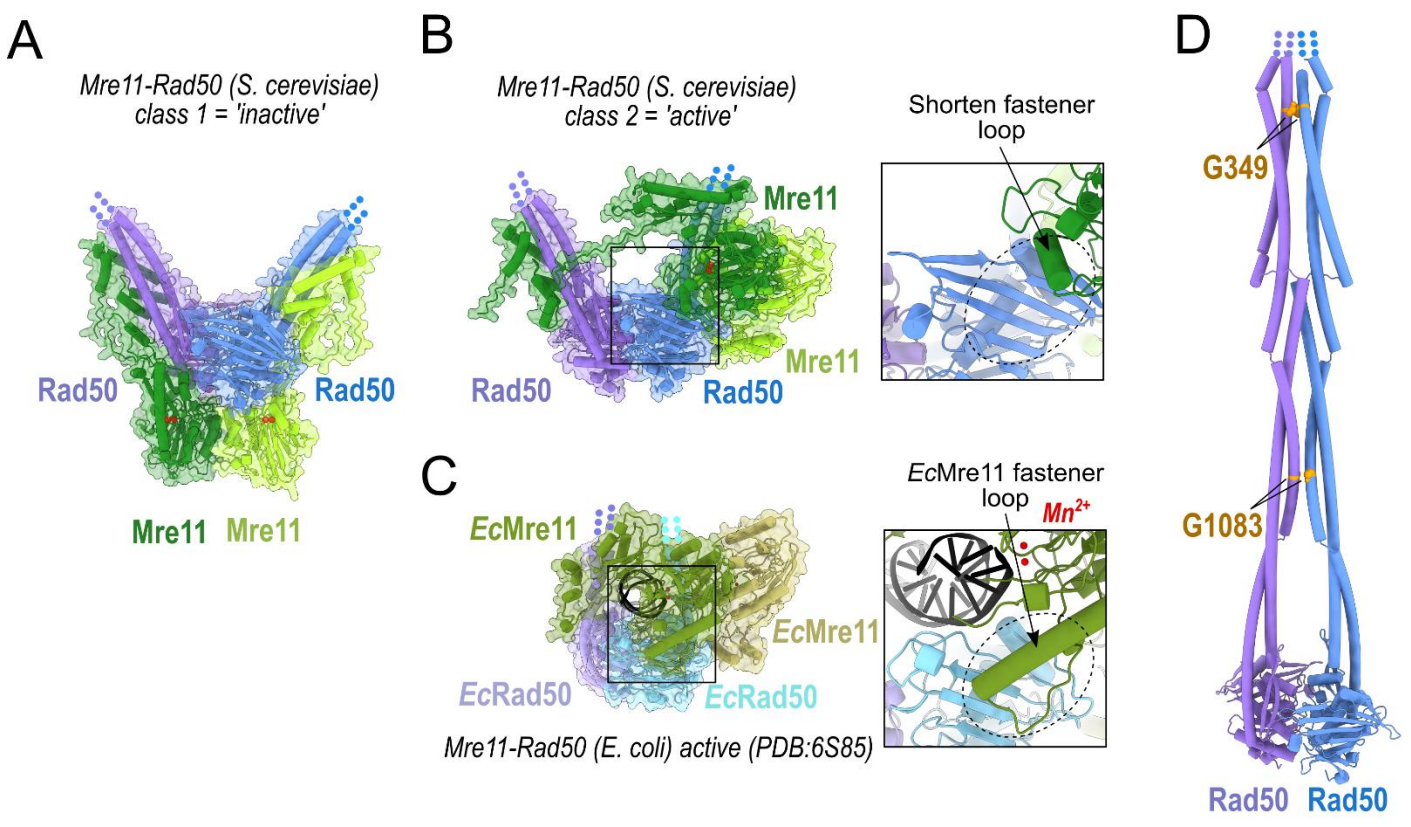 A
Mre11-Rad50 (S. cerevisiae)
class 1 = 'inactive'
Rad50
Rad50
Mre11
Mre11
B
Mre11-Rad50 (S. cerevisiae)
class 2 = 'active'
Mre11
Mre11
Rad50
Rad50
Shorten fastener
loop
C
EcMre11
EcMre11
EcRad50
EcRad50
Mre11-Rad50 (E. coli) active (PDB:6S85)
EcMre11 fastener
loop
Mn²⁺
D
G349
G1083
Rad50
Rad50